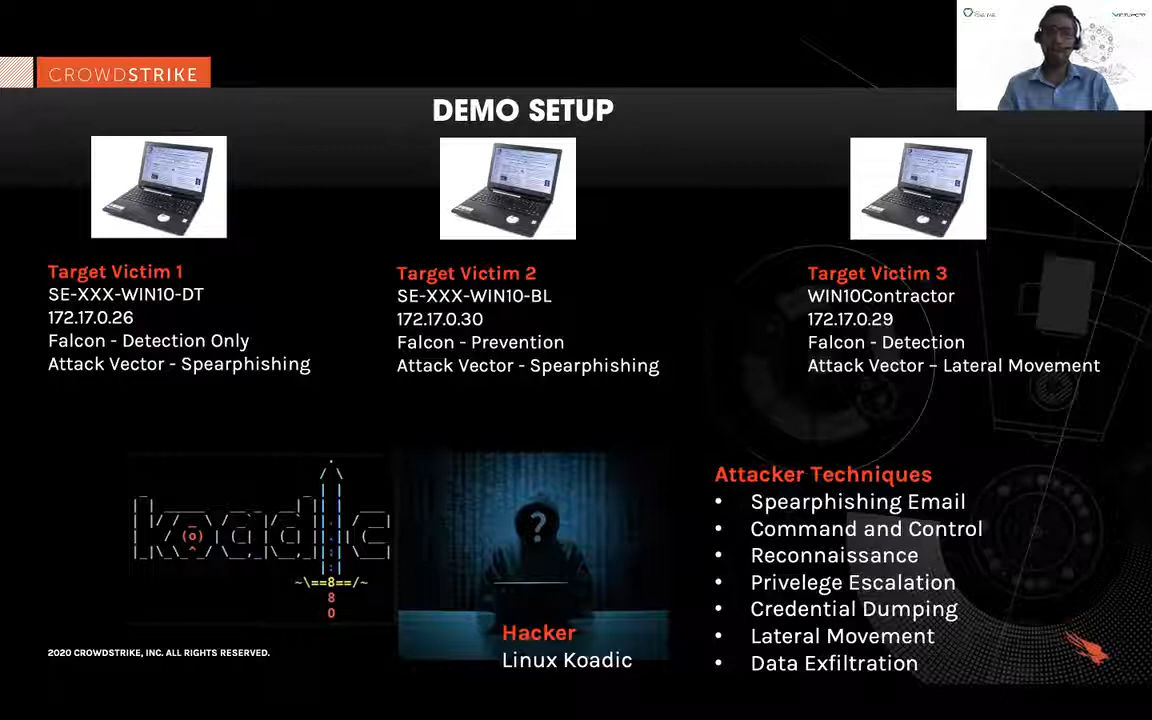 CROWDSTRIKE
DEMO SETUP
Target Victim 1
SE-XXX-WIN10-DT
172.17.0.26
Falcon - Detection Only
Attack Vector - Spearphishing
Target Victim 2
SE-XXX-WIN10-BL
172.17.0.30
Falcon - Prevention
Attack Vector - Spearphishing
Target Victim 3
WIN10Contractor
172.17.0.29
Falcon - Detection
Attack Vector – Lateral Movement
koadic
?
Hacker
Linux Koadic
Attacker Techniques
• Spearphishing Email
• Command and Control
• Reconnaissance
• Privelege Escalation
• Credential Dumping
• Lateral Movement
• Data Exfiltration
2020 CROWDSTRIKE, INC. ALL RIGHTS RESERVED.